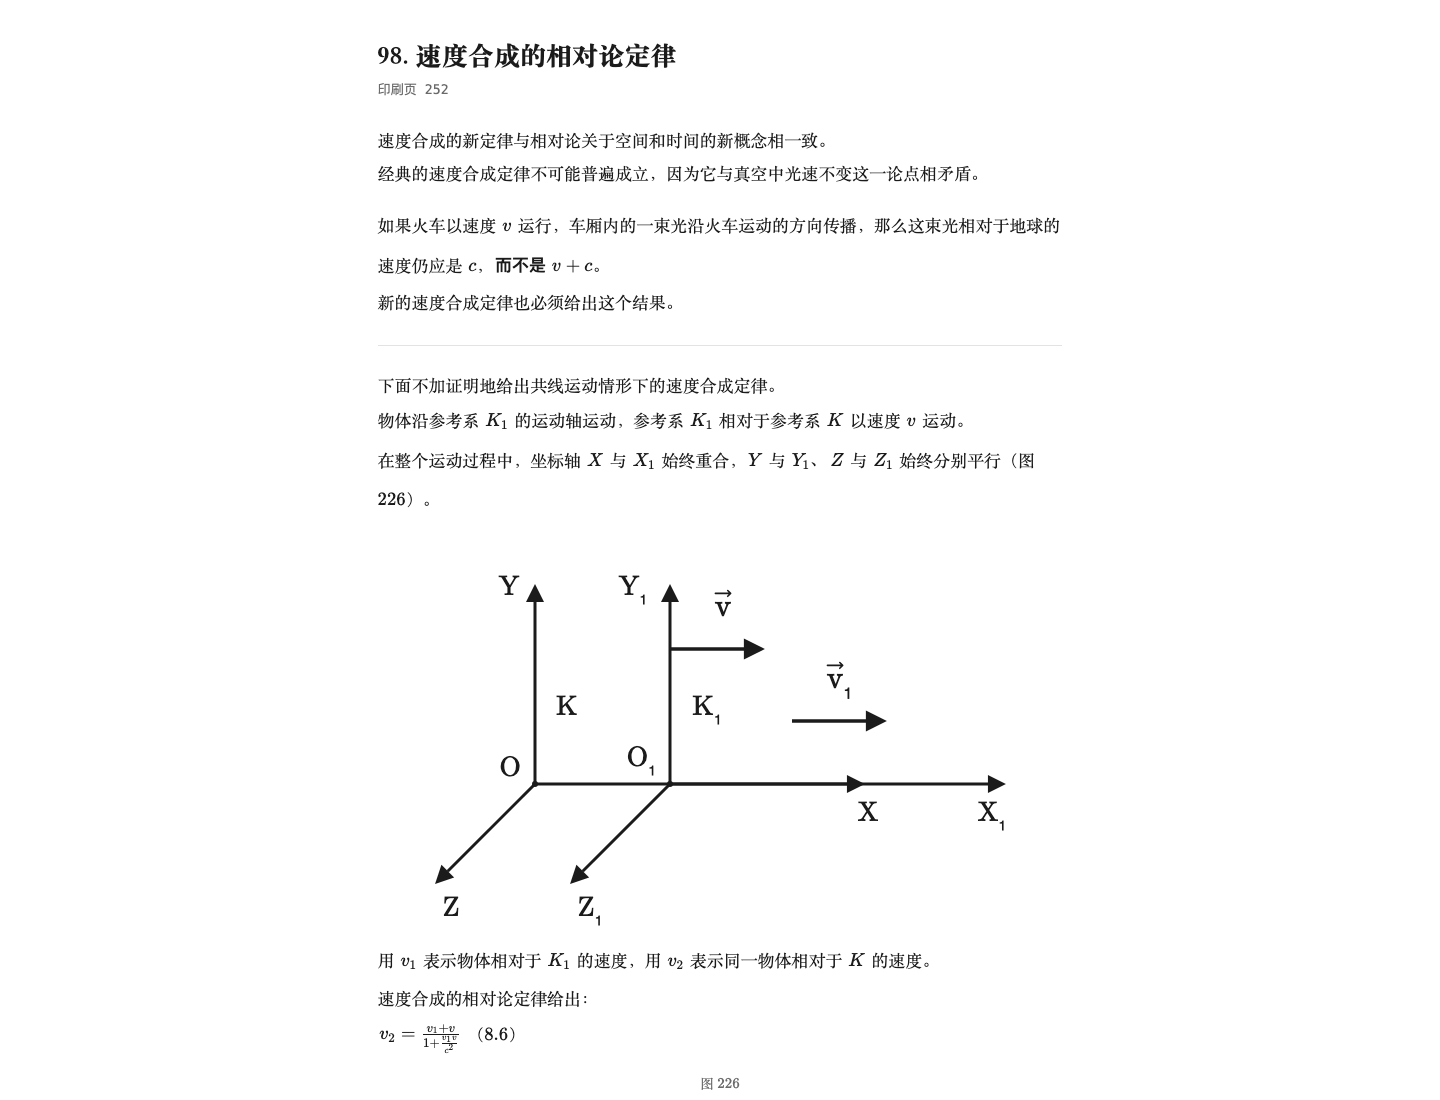 98. 速度合成的相对论定律
印刷页 252
速度合成的新定律与相对论关于空间和时间的新概念相一致。
经典的速度合成定律不可能普遍成立，因为它与真空中光速不变这一论点相矛盾。
如果火车以速度 v 运行，车厢内的一束光沿火车运动的方向传播，那么这束光相对于地球的
速度仍应是 c，而不是 v + c。
新的速度合成定律也必须给出这个结果。
下面不加证明地给出共线运动情形下的速度合成定律。
物体沿参考系 K₁ 的运动轴运动，参考系 K₁ 相对于参考系 K 以速度 v 运动。
在整个运动过程中，坐标轴 X 与 X₁ 始终重合，Y 与 Y₁、Z 与 Z₁ 始终分别平行（图
226）。
Y
Y₁
v⃗
v⃗₁
K
K₁
O
O₁
X
X₁
Z
Z₁
用 v₁ 表示物体相对于 K₁ 的速度，用 v₂ 表示同一物体相对于 K 的速度。
速度合成的相对论定律给出：
v₂ = (v₁+v)/(1+(v₁v)/(c²)) （8.6）
图 226